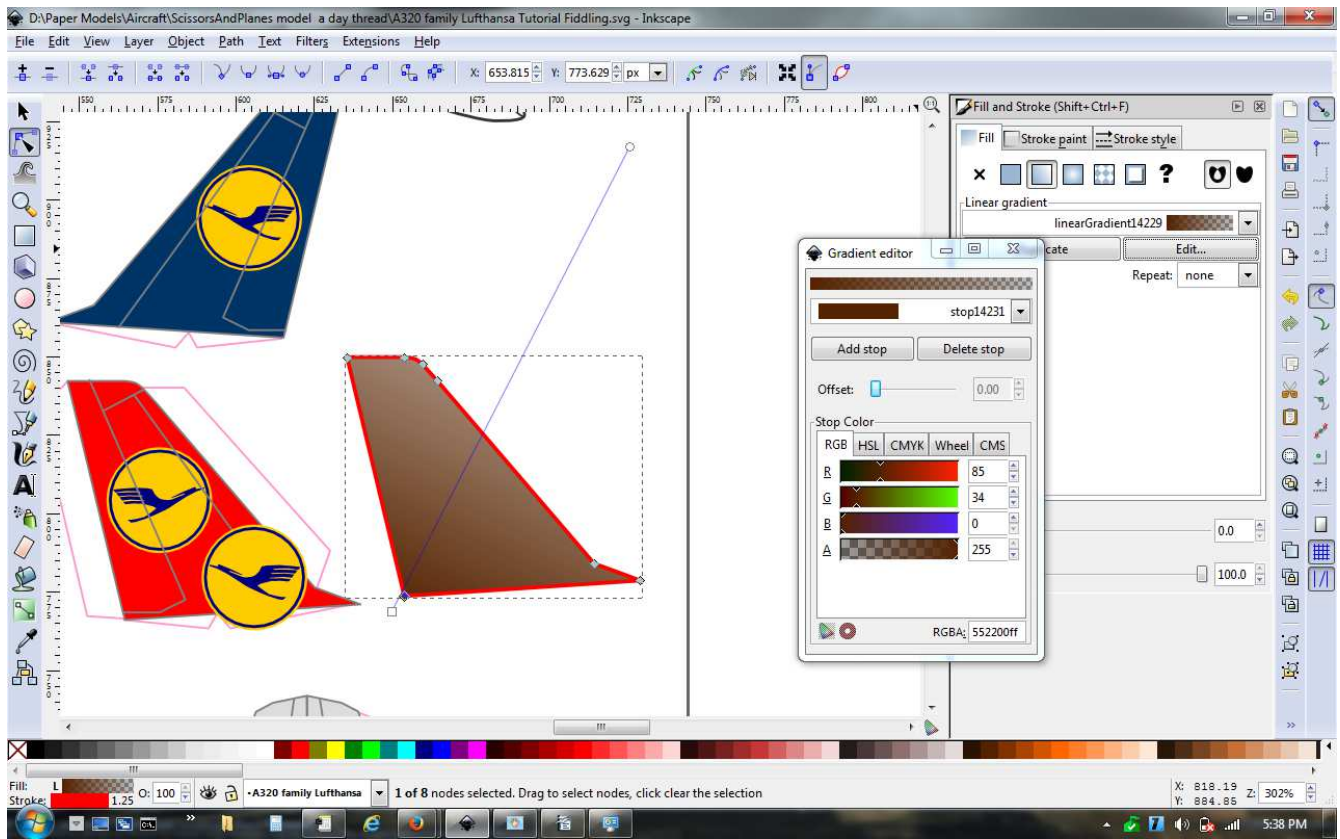 D:\Paper Models\Aircraft\ScissorsAndPlanes model  a day thread\A320 family Lufthansa Tutorial Fiddling.svg - Inkscape
File Edit View Layer Object Path Text Filters Extensions Help
X: 653.815 Y: 773.629 px
550 575 600 625 650 675 700 725 750 775 800
Fill and Stroke (Shift+Ctrl+F)
Fill Stroke paint Stroke style
?
Linear gradient
linearGradient14229
cate Edit...
Repeat: none
Gradient editor
stop14231
Add stop Delete stop
Offset: 0.00
Stop Color
RGB HSL CMYK Wheel CMS
R 85
G 34
B 0
A 255
RGBA: 552200ff
0.0
100.0
Fill: L O: 100 A320 family Lufthansa 1 of 8 nodes selected. Drag to select nodes, click clear the selection X: 818.19 Z: 302%
Stroke: 1.25 Y: 884.85
5:38 PM